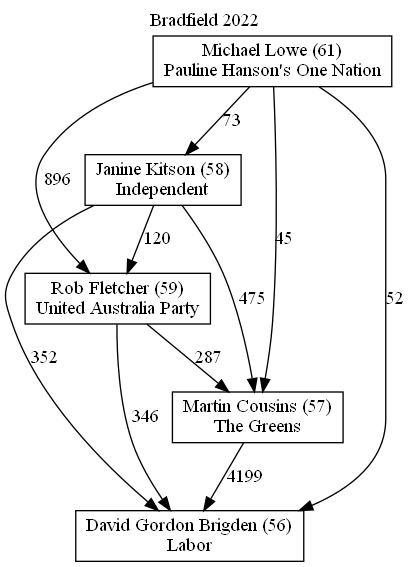 Bradfield 2022
Michael Lowe (61)
Pauline Hanson's One Nation
73
Janine Kitson (58)
Independent
896
120
45
Rob Fletcher (59)
United Australia Party
475
52
352
287
346
Martin Cousins (57)
The Greens
4199
David Gordon Brigden (56)
Labor